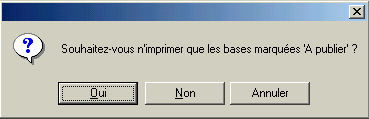 Souhaitez-vous n'imprimer que les bases marquées 'A publier' ?
Oui
Non
Annuler